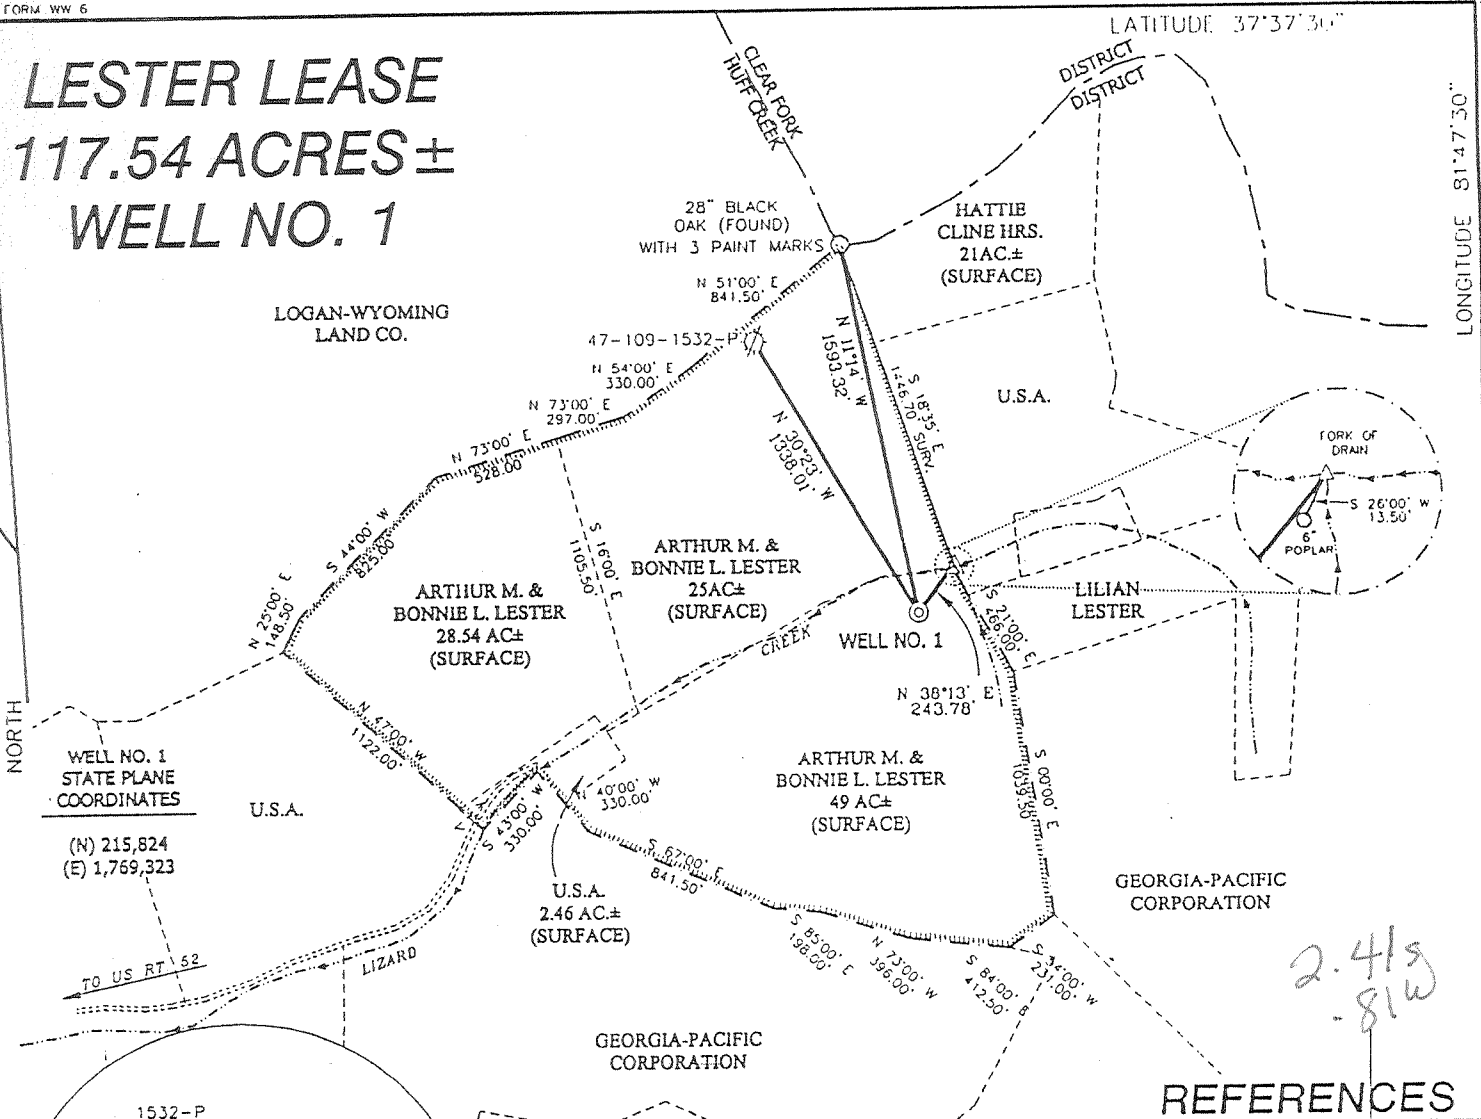 FORM WW 6
LATITUDE 37°37'30"
LESTER LEASE
117.54 ACRES±
WELL NO. 1
CLEAR FORK
HUFF CREEK
DISTRICT
DISTRICT
LONGITUDE 81°47'30"
28" BLACK
OAK (FOUND)
WITH 3 PAINT MARKS
HATTIE
CLINE HRS.
21AC.±
(SURFACE)
N 51°00' E
841.50'
LOGAN-WYOMING
LAND CO.
47-109-1532-P
N 54°00' E
330.00'
N 11°14' W
1593.32'
S 18°35' E
1446.70' SURV.
U.S.A.
N 73°00' E
297.00'
N 73°00' E
528.00
N 30°23' W
1338.01'
FORK OF
DRAIN
S 26°00' W
13.50'
6"
POPLAR
S 44°00' W
825.00'
S 16°00' E
1105.50'
ARTHUR M. &
BONNIE L. LESTER
25AC±
(SURFACE)
ARTHUR M. &
BONNIE L. LESTER
28.54 AC±
(SURFACE)
N 25°00' E
148.50'
LILIAN
LESTER
S 21°00' E
466.00'
CREEK
WELL NO. 1
N 38°13' E
243.78'
NORTH
N 47°00' W
1122.00'
WELL NO. 1
STATE PLANE
COORDINATES
(N) 215,824
(E) 1,769,323
U.S.A.
ARTHUR M. &
BONNIE L. LESTER
49 AC±
(SURFACE)
S 00°00' E
1039.50
N 40°00' W
330.00'
S 43°00' W
330.00'
S 67°00' E
841.50'
U.S.A.
2.46 AC.±
(SURFACE)
GEORGIA-PACIFIC
CORPORATION
S 85°00' E
198.00'
N 73°00' W
396.00'
S 84°00' E
412.50'
S 34°00' W
231.00'
TO US RT 52
LIZARD
2.41s
.81W
GEORGIA-PACIFIC
CORPORATION
REFERENCES
1532-P